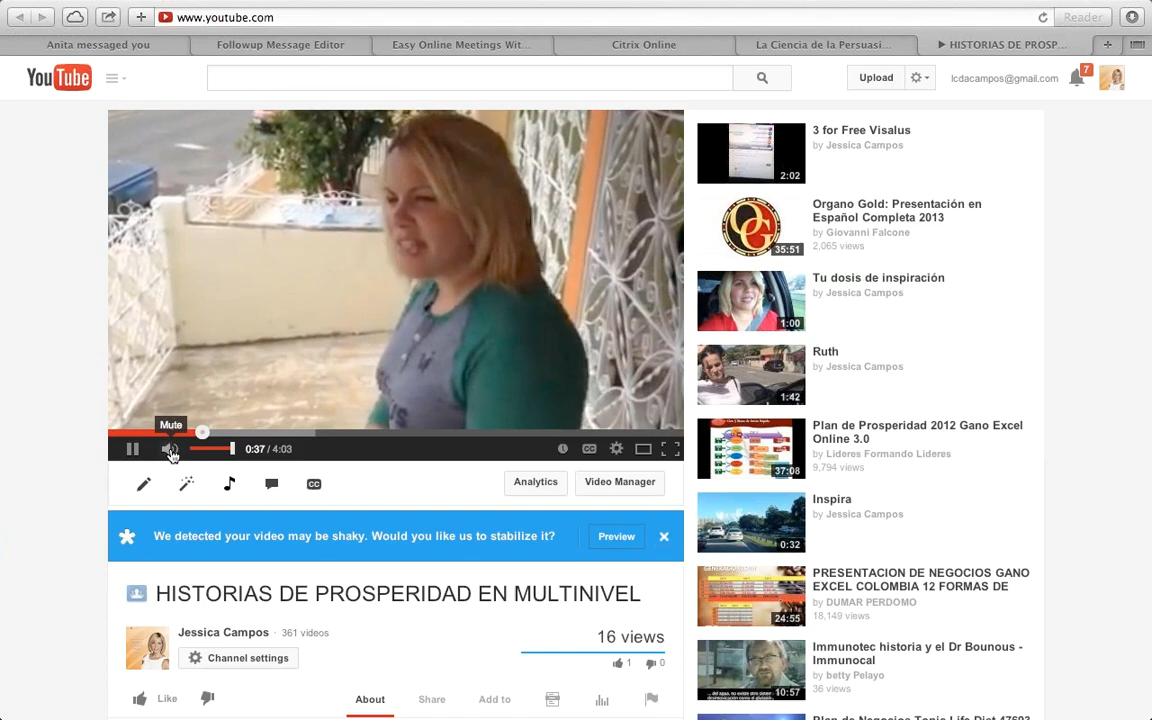 www.youtube.com
Reader
Anita messaged you
Followup Message Editor
Easy Online Meetings Wit...
Citrix Online
La Ciencia de la Persuasi...
HISTORIAS DE PROSP...
YouTube
Upload
lcdacampos@gmail.com
7
Mute
0:37 / 4:03
CC
CC
Analytics
Video Manager
We detected your video may be shaky. Would you like us to stabilize it?
Preview
HISTORIAS DE PROSPERIDAD EN MULTINIVEL
Jessica Campos · 361 videos
Channel settings
16 views
1
0
Like
About
Share
Add to
3 for Free Visalus
by Jessica Campos
2:02
Organo Gold: Presentación en
Español Completa 2013
by Giovanni Falcone
2,065 views
OG
35:51
Tu dosis de inspiración
by Jessica Campos
1:00
Ruth
by Jessica Campos
1:42
Plan de Prosperidad 2012 Gano Excel
Online 3.0
by Lideres Formando Lideres
9,794 views
37:08
Inspira
by Jessica Campos
0:32
PRESENTACION DE NEGOCIOS GANO
EXCEL COLOMBIA 12 FORMAS DE
by DUMAR PERDOMO
18,149 views
24:55
Immunotec historia y el Dr Bounous -
Immunocal
by betty Pelayo
36 views
10:57